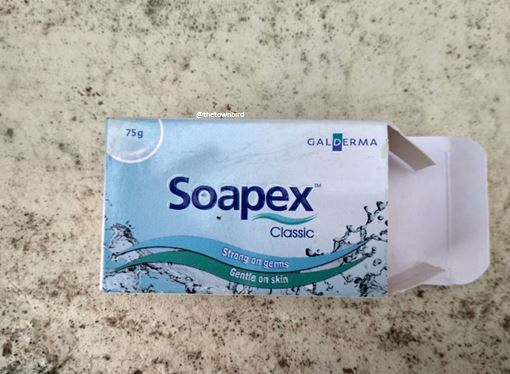 @thetownbird
75g
GALDERMA
Soapex™
Classic
Strong on germs
Gentle on skin